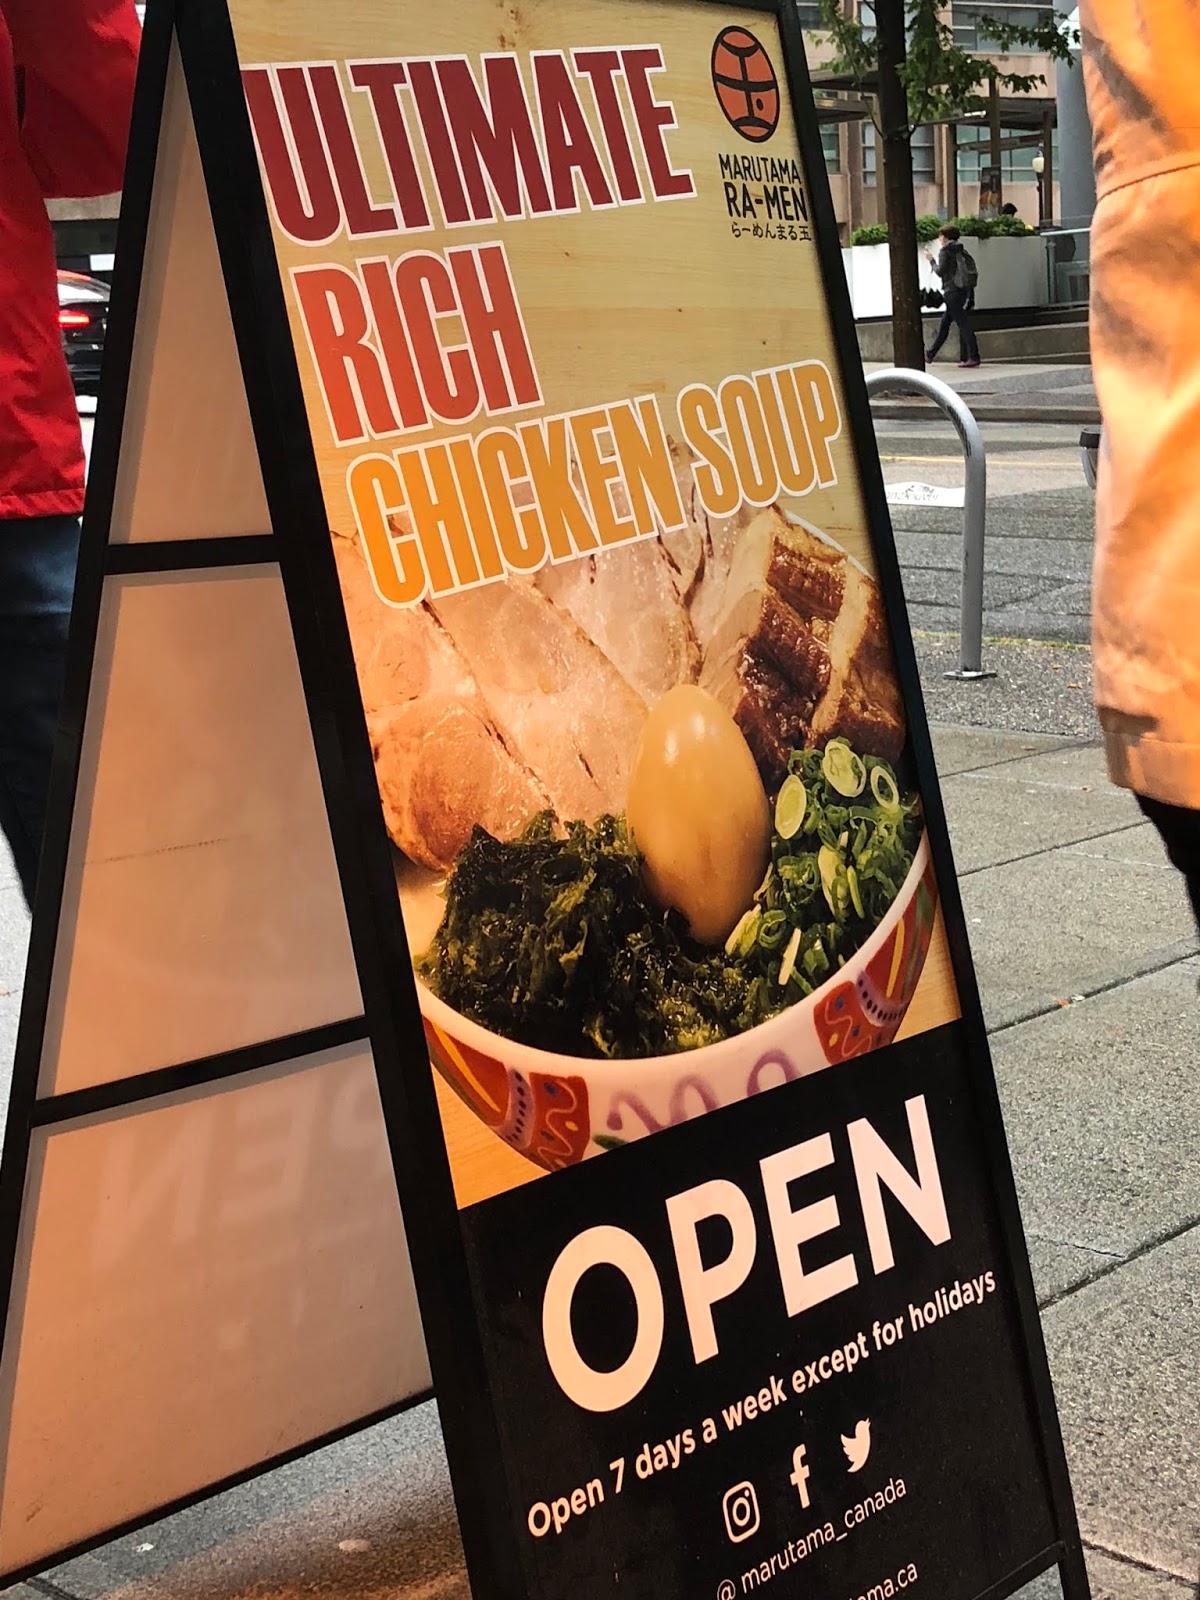 ULTIMATE
RICH
CHICKEN SOUP
MARUTAMA
RA-MEN
らーめんまる玉
OPEN
Open 7 days a week except for holidays
@ marutama_canada